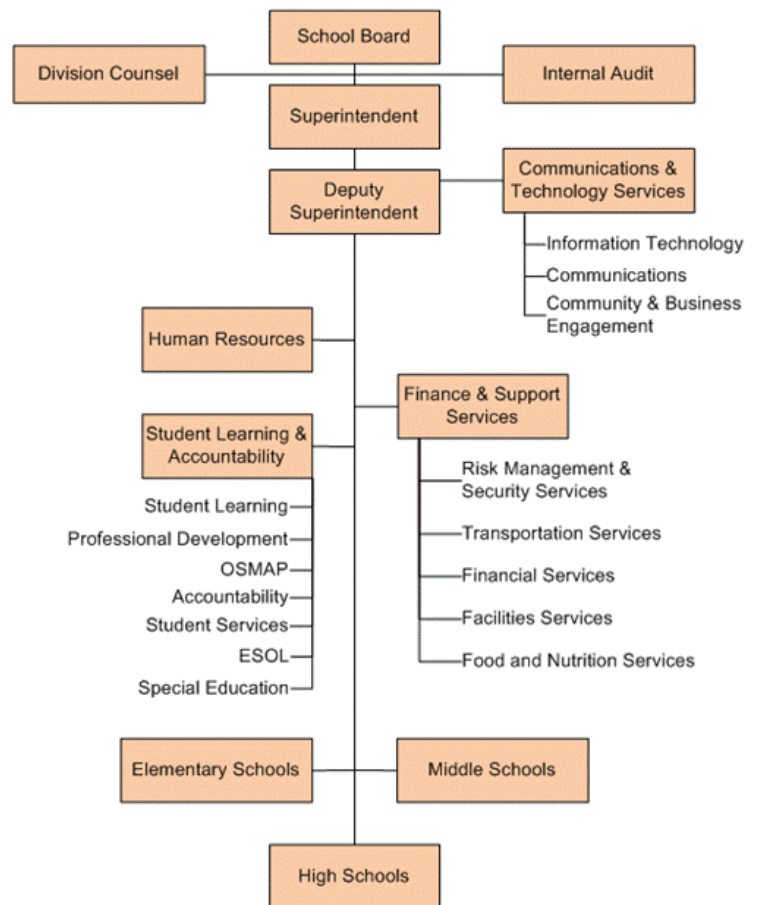 School Board
Division Counsel
Internal Audit
Superintendent
Deputy
Superintendent
Communications &
Technology Services
Information Technology
Communications
Community & Business
Engagement
Human Resources
Finance & Support
Services
Risk Management &
Security Services
Transportation Services
Financial Services
Facilities Services
Food and Nutrition Services
Student Learning &
Accountability
Student Learning
Professional Development
OSMAP
Accountability
Student Services
ESOL
Special Education
Elementary Schools
Middle Schools
High Schools